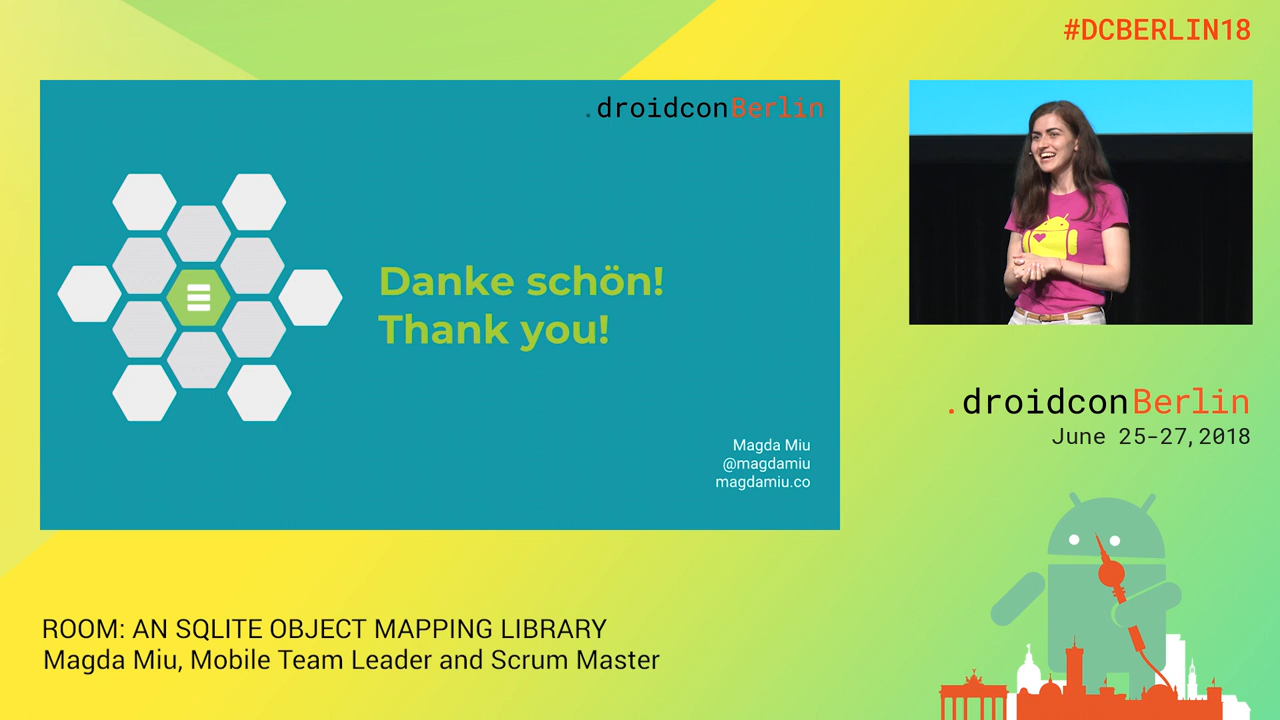 #DCBERLIN18
.droidconBerlin
Danke schön!
Thank you!
Magda Miu
@magdamiu
magdamiu.co
.droidconBerlin
June 25-27, 2018
ROOM: AN SQLITE OBJECT MAPPING LIBRARY
Magda Miu, Mobile Team Leader and Scrum Master